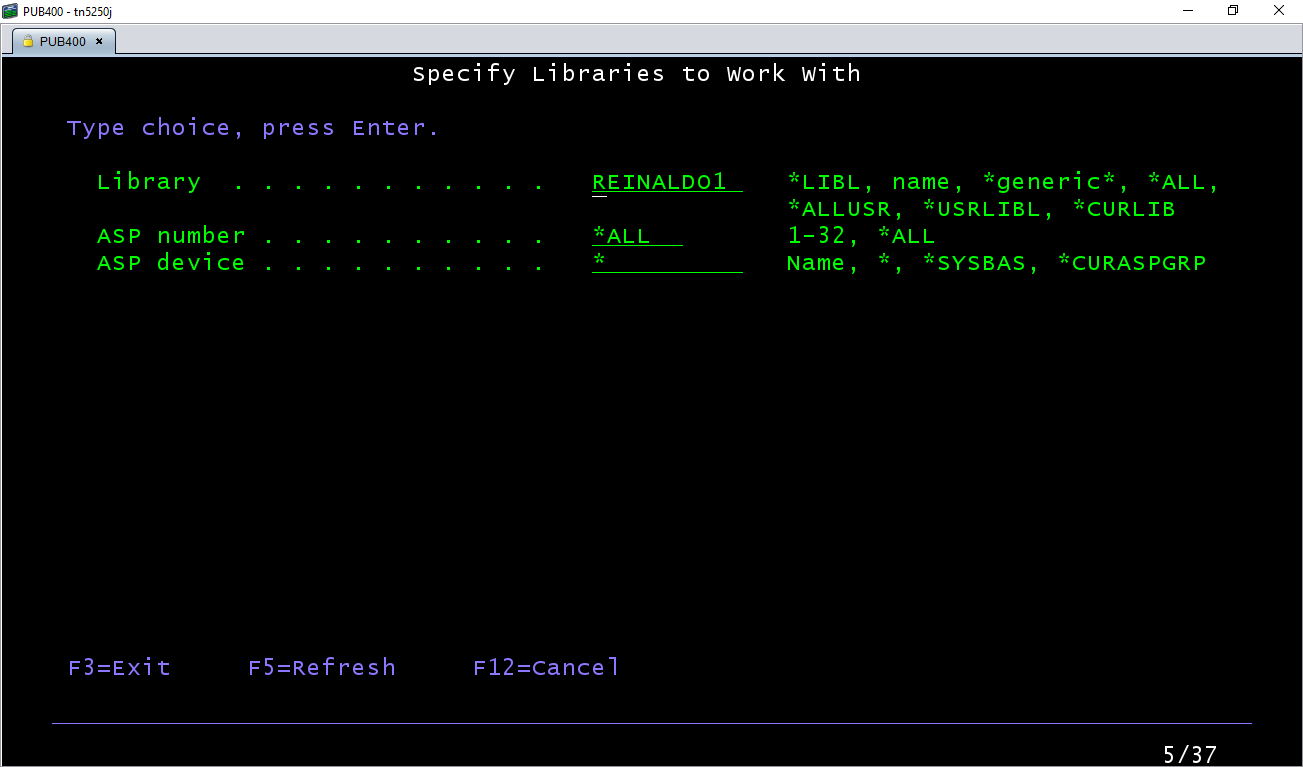 PUB400 - tn5250j
PUB400
Specify Libraries to Work With
Type choice, press Enter.
Library . . . . . . . . . . . REINALDO1 *LIBL, name, *generic*, *ALL,
*ALLUSR, *USRLIBL, *CURLIB
ASP number . . . . . . . . . . *ALL 1-32, *ALL
ASP device . . . . . . . . . . * Name, *, *SYSBAS, *CURASPGRP
F3=Exit F5=Refresh F12=Cancel
5/37